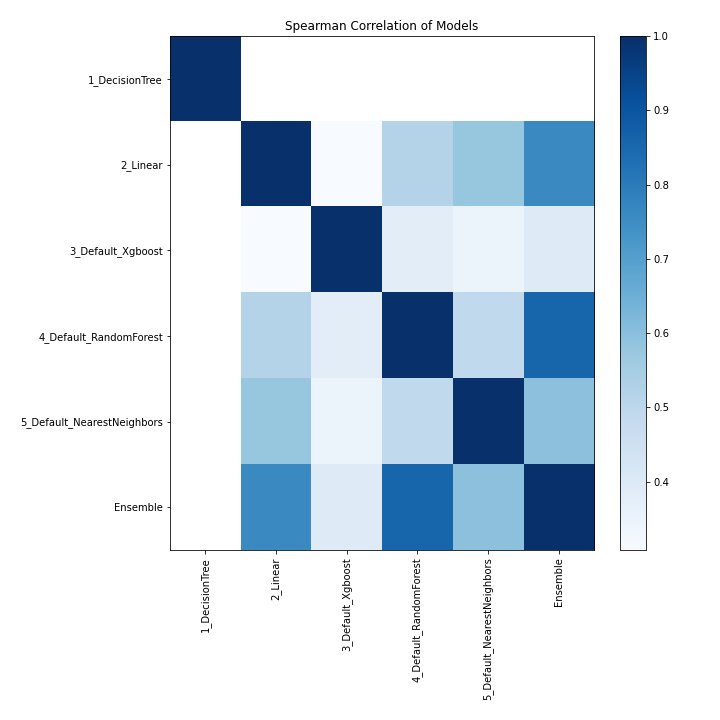 Spearman Correlation of Models
1_DecisionTree
2_Linear
3_Default_Xgboost
4_Default_RandomForest
5_Default_NearestNeighbors
Ensemble
1_DecisionTree
2_Linear
3_Default_Xgboost
4_Default_RandomForest
5_Default_NearestNeighbors
Ensemble
1.0
0.9
0.8
0.7
0.6
0.5
0.4